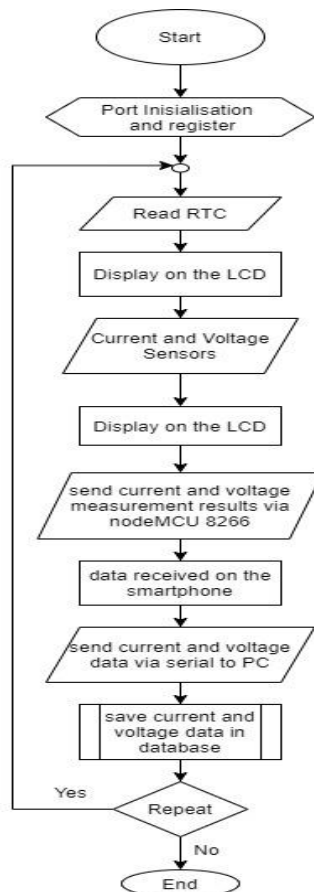 Start
Port Inisialisation
and register
Read RTC
Display on the LCD
Current and Voltage
Sensors
Display on the LCD
send current and voltage
measurement results via
nodeMCU 8266
data received on the
smartphone
send current and voltage
data via serial to PC
save current and
voltage data in
database
Yes
Repeat
No
End